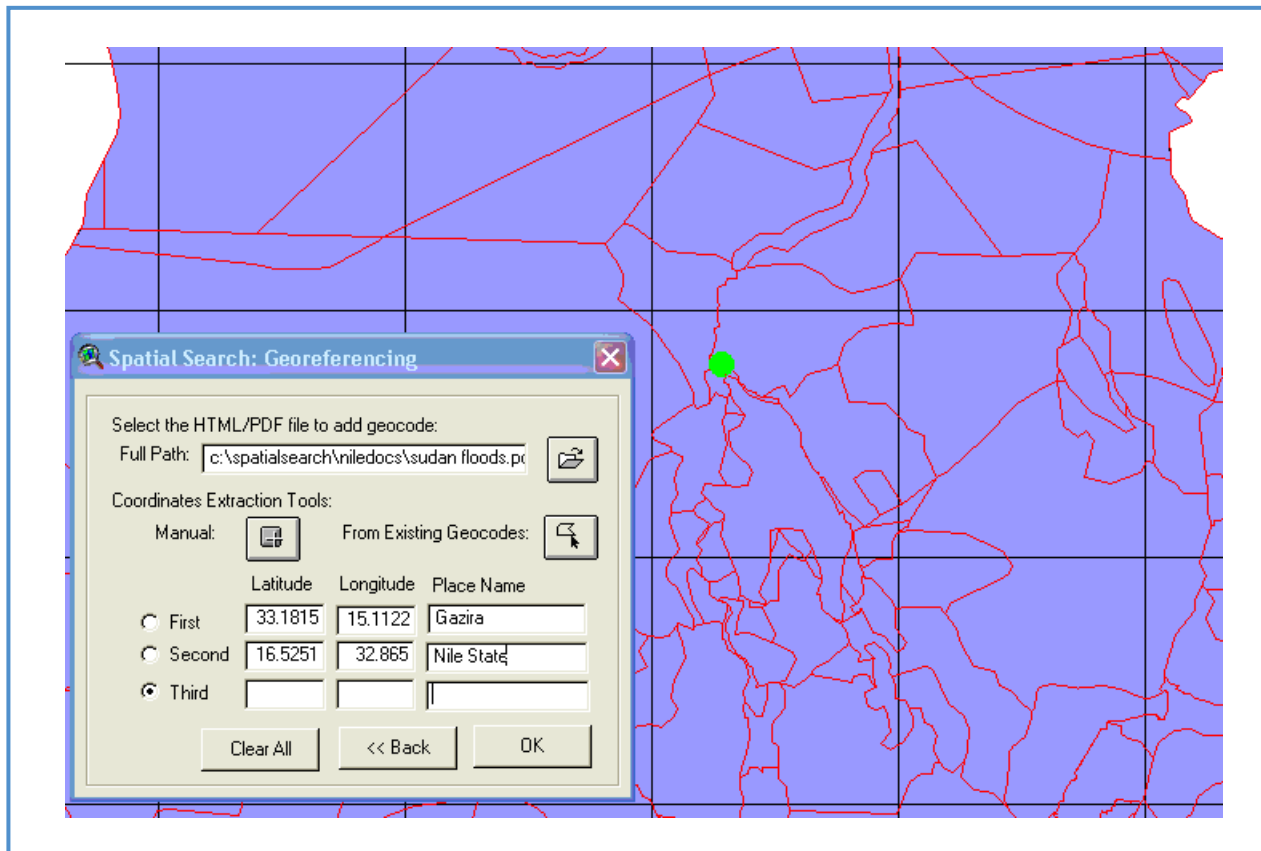 Spatial Search: Georeferencing
Select the HTML/PDF file to add geocode:
Full Path: c:\spatialsearch\niledocs\sudan floods.p
Coordinates Extraction Tools:
Manual: From Existing Geocodes:
Latitude Longitude Place Name
First 33.1815 15.1122 Gazira
Second 16.5251 32.865 Nile State
Third
Clear All << Back OK